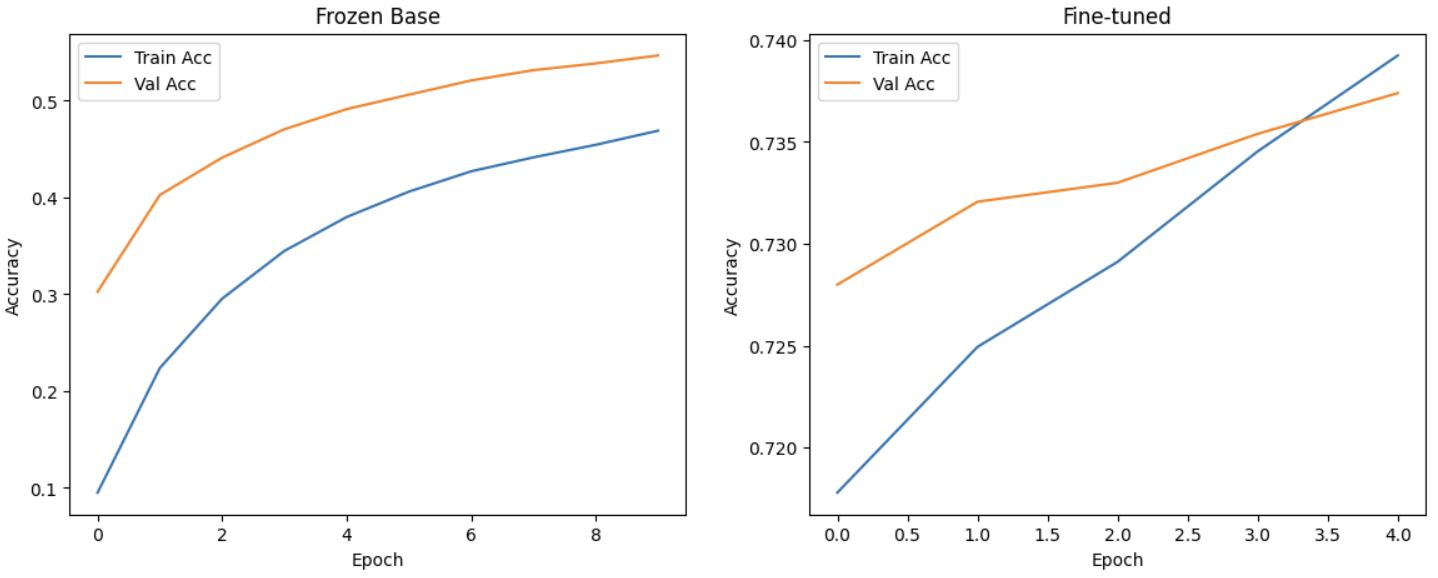 Frozen Base
Train Acc
Val Acc
0.5
0.4
0.3
0.2
0.1
Accuracy
0 2 4 6 8
Epoch
Fine-tuned
Train Acc
Val Acc
0.740
0.735
0.730
0.725
0.720
Accuracy
0.0 0.5 1.0 1.5 2.0 2.5 3.0 3.5 4.0
Epoch